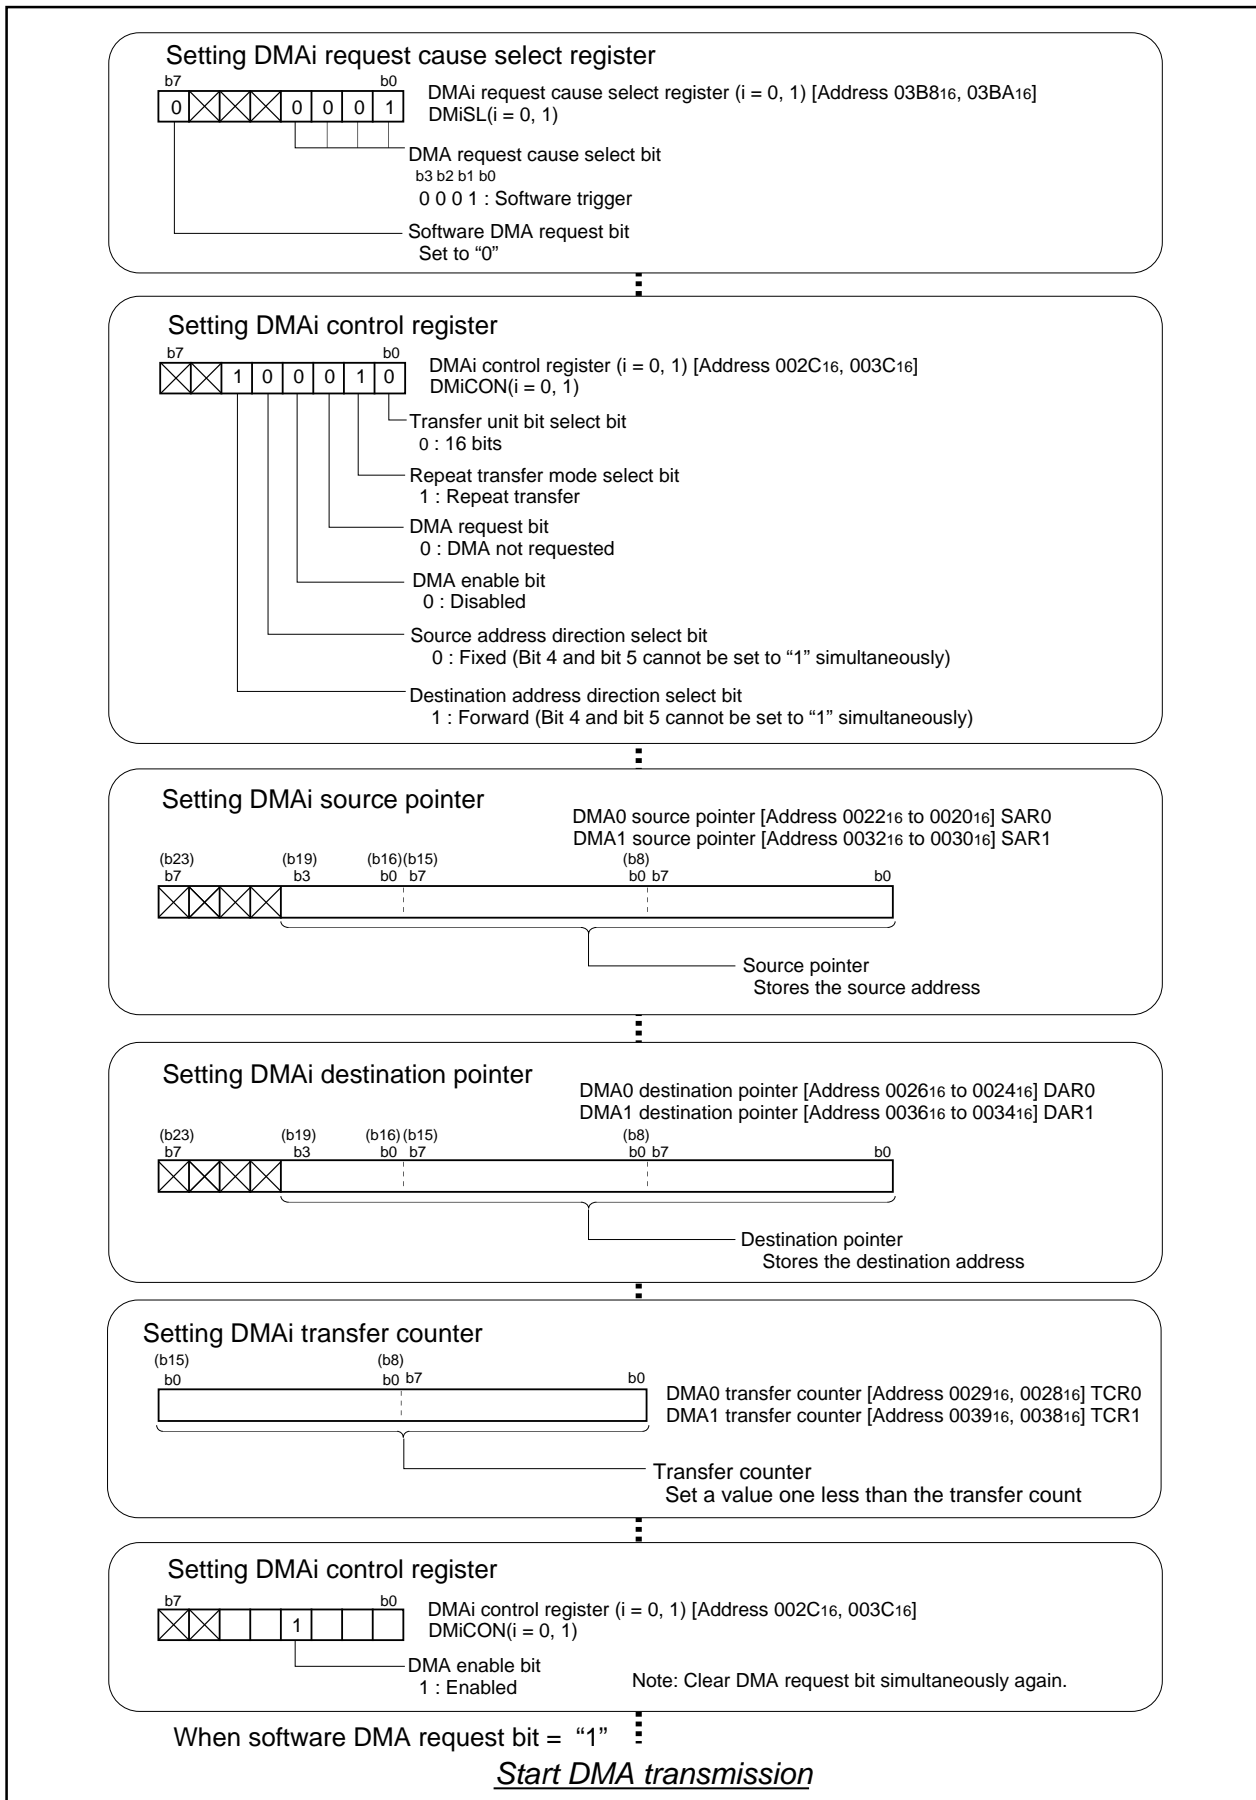 Setting DMAi request cause select register
b7 b0
0 0 0 0 1
DMAi request cause select register (i = 0, 1) [Address 03B816, 03BA16]
DMiSL(i = 0, 1)
DMA request cause select bit
b3 b2 b1 b0
0 0 0 1 : Software trigger
Software DMA request bit
Set to “0”
Setting DMAi control register
b7 b0
1 0 0 0 1 0
DMAi control register (i = 0, 1) [Address 002C16, 003C16]
DMiCON(i = 0, 1)
Transfer unit bit select bit
0 : 16 bits
Repeat transfer mode select bit
1 : Repeat transfer
DMA request bit
0 : DMA not requested
DMA enable bit
0 : Disabled
Source address direction select bit
0 : Fixed (Bit 4 and bit 5 cannot be set to “1” simultaneously)
Destination address direction select bit
1 : Forward (Bit 4 and bit 5 cannot be set to “1” simultaneously)
Setting DMAi source pointer
DMA0 source pointer [Address 002216 to 002016] SAR0
DMA1 source pointer [Address 003216 to 003016] SAR1
(b23) (b19) (b16)(b15) (b8)
b7 b3 b0 b7 b0 b7 b0
Source pointer
Stores the source address
Setting DMAi destination pointer
DMA0 destination pointer [Address 002616 to 002416] DAR0
DMA1 destination pointer [Address 003616 to 003416] DAR1
(b23) (b19) (b16)(b15) (b8)
b7 b3 b0 b7 b0 b7 b0
Destination pointer
Stores the destination address
Setting DMAi transfer counter
(b15) (b8)
b0 b0 b7 b0
DMA0 transfer counter [Address 002916, 002816] TCR0
DMA1 transfer counter [Address 003916, 003816] TCR1
Transfer counter
Set a value one less than the transfer count
Setting DMAi control register
b7 b0
1
DMAi control register (i = 0, 1) [Address 002C16, 003C16]
DMiCON(i = 0, 1)
DMA enable bit
1 : Enabled
Note: Clear DMA request bit simultaneously again.
When software DMA request bit = “1”
Start DMA transmission